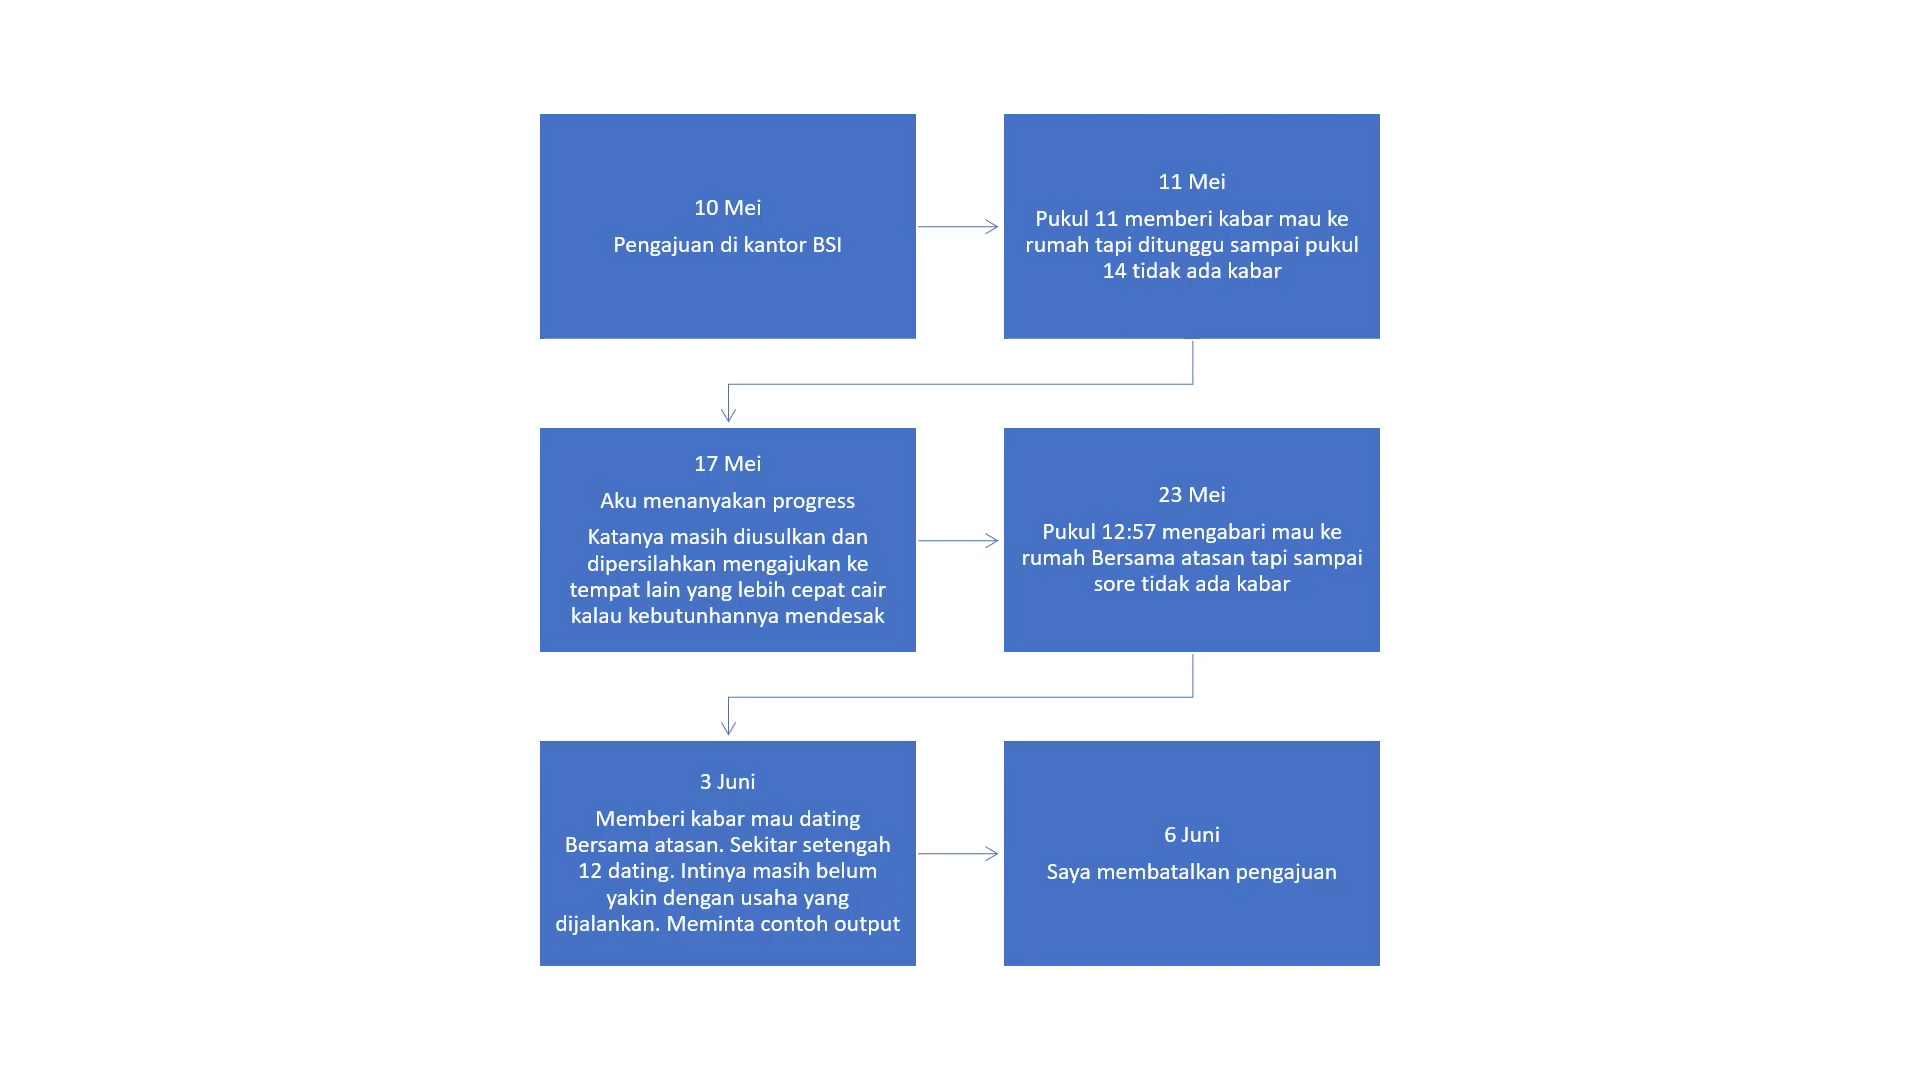 10 Mei
Pengajuan di kantor BSI
11 Mei
Pukul 11 memberi kabar mau ke
rumah tapi ditunggu sampai pukul
14 tidak ada kabar
17 Mei
Aku menanyakan progress
Katanya masih diusulkan dan
dipersilahkan mengajukan ke
tempat lain yang lebih cepat cair
kalau kebutunhannya mendesak
23 Mei
Pukul 12:57 mengabari mau ke
rumah Bersama atasan tapi sampai
sore tidak ada kabar
3 Juni
Memberi kabar mau dating
Bersama atasan. Sekitar setengah
12 dating. Intinya masih belum
yakin dengan usaha yang
dijalankan. Meminta contoh output
6 Juni
Saya membatalkan pengajuan